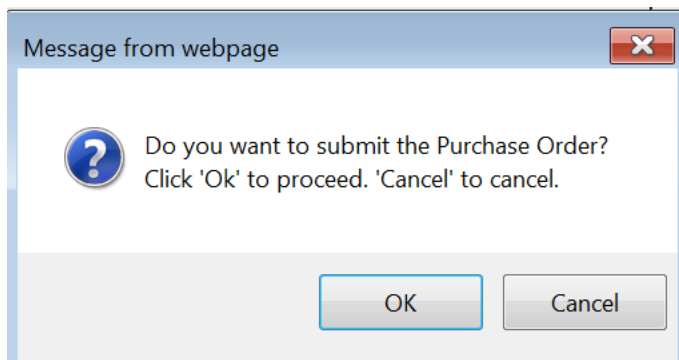 Message from webpage
Do you want to submit the Purchase Order?
Click 'Ok' to proceed. 'Cancel' to cancel.
OK
Cancel